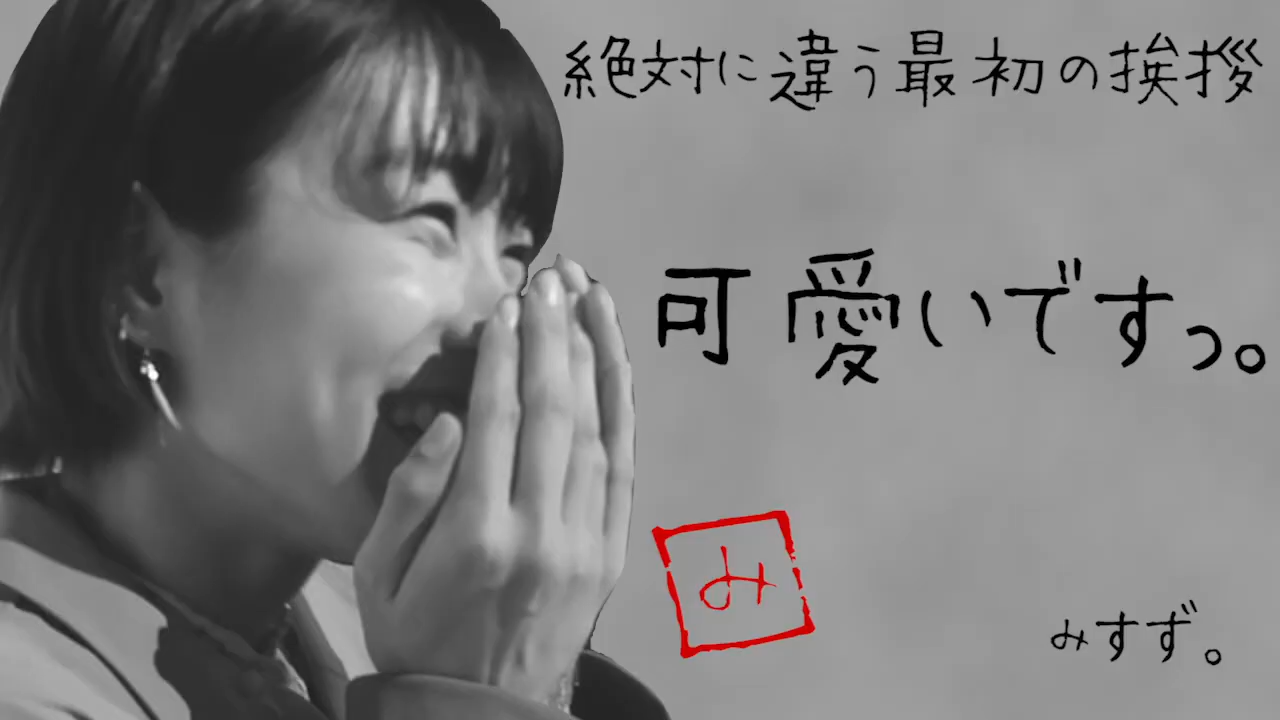 絶対に違う最初の挨拶
可愛いですっ。
み
みすず。